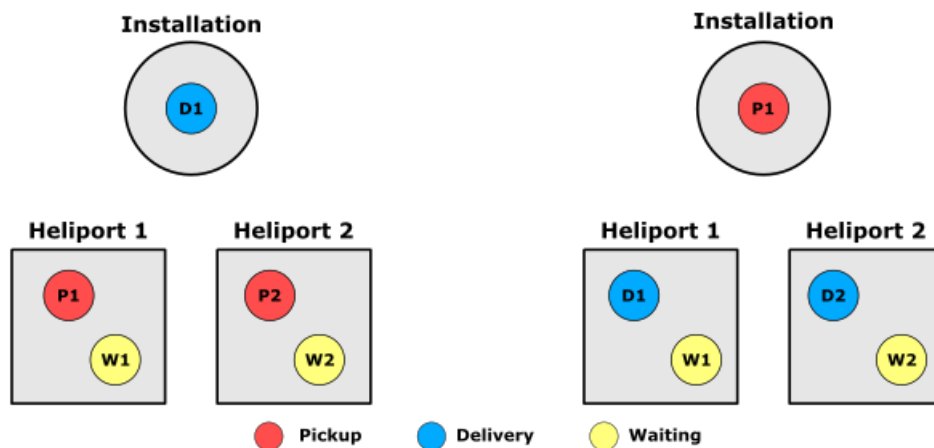 Installation
Installation
D1
P1
Heliport 1
Heliport 2
Heliport 1
Heliport 2
P1
P2
D1
D2
W1
W2
W1
W2
Pickup
Delivery
Waiting